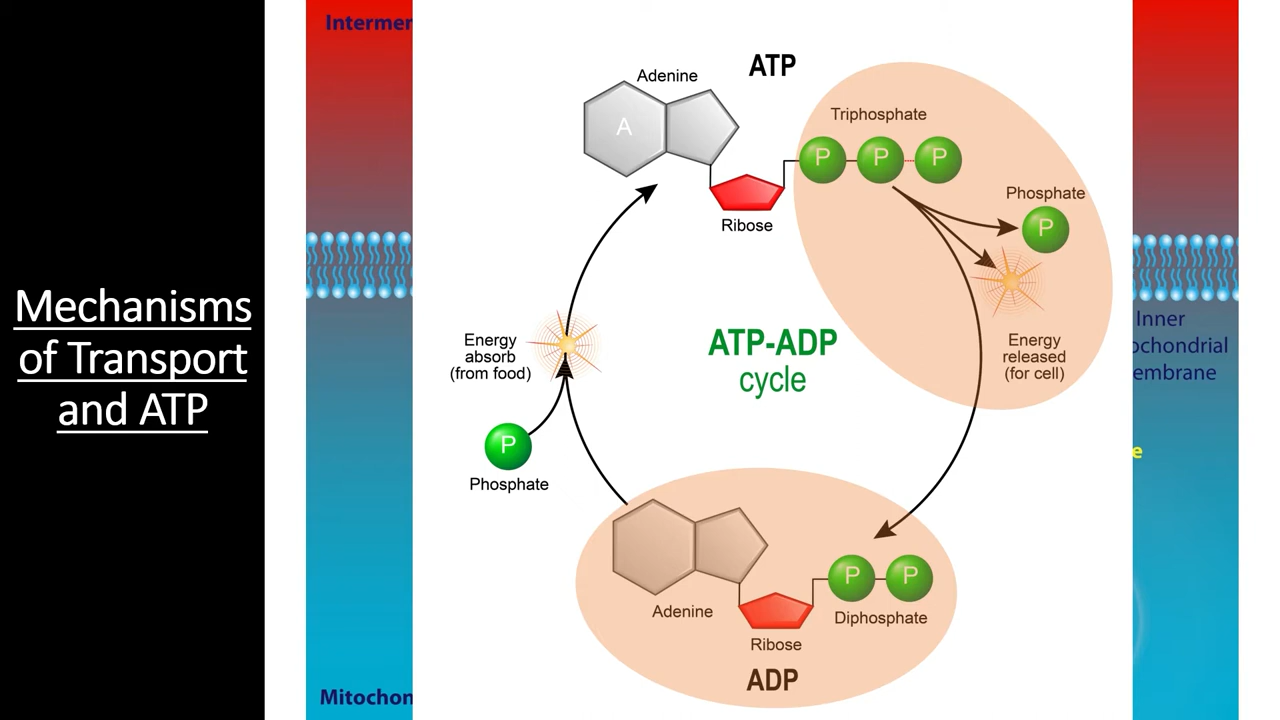 Mechanisms
of Transport
and ATP
Intermer
ATP
Adenine
A
Triphosphate
P P P
Ribose
Phosphate
P
Energy
absorb
(from food)
ATP-ADP
cycle
Energy
released
(for cell)
P
Phosphate
Adenine
P P
Diphosphate
Ribose
ADP
Inner
ochondrial
embrane
e
Mitochon